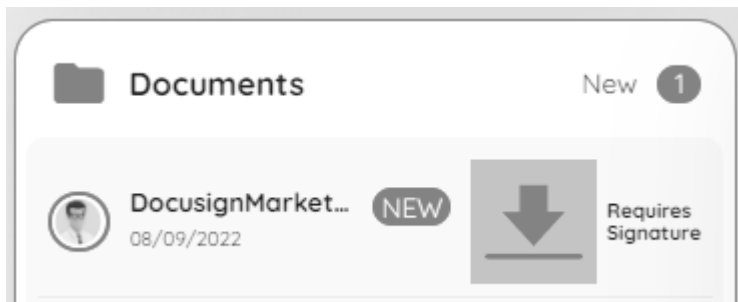 Documents
New 1
DocusignMarket...
NEW
08/09/2022
Requires
Signature